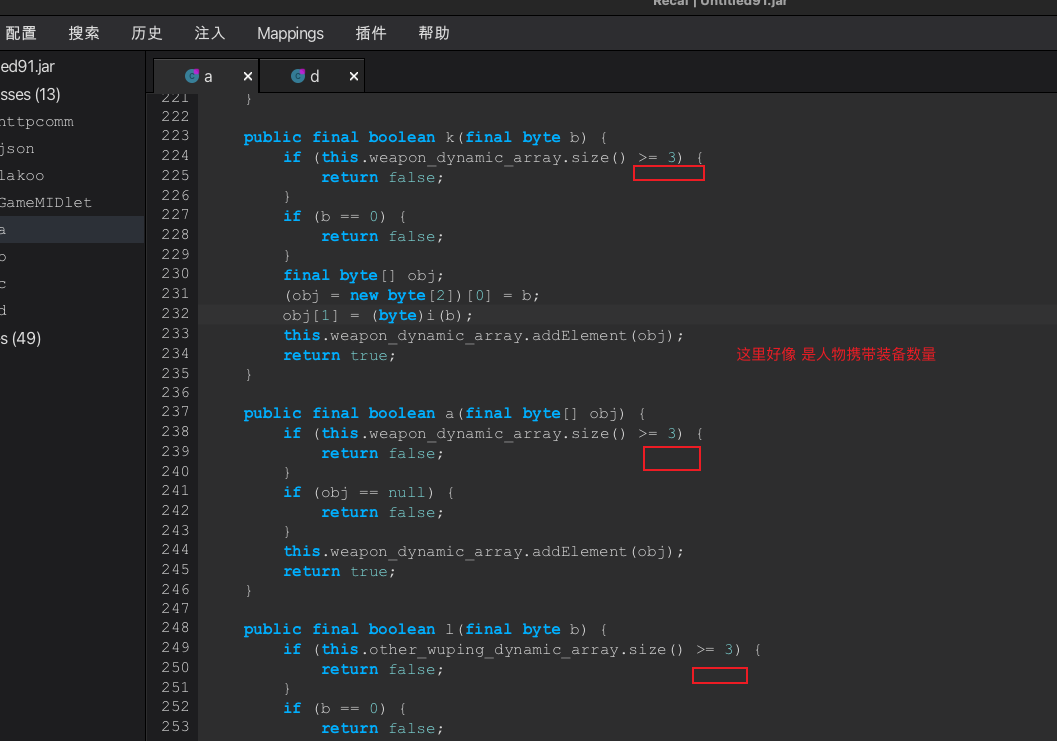 Recaf | Untitled91.jar
配置 搜索 历史 注入 Mappings 插件 帮助
ed91.jar
sses (13)
httpcomm
json
lakoo
GameMIDlet
a
c
d
s (49)
a × d ×
221 }
222
223 public final boolean k(final byte b) {
224 if (this.weapon_dynamic_array.size() >= 3) {
225 return false;
226 }
227 if (b == 0) {
228 return false;
229 }
230 final byte[] obj;
231 (obj = new byte[2])[0] = b;
232 obj[1] = (byte)i(b);
233 this.weapon_dynamic_array.addElement(obj);
234 return true;
这里好像 是人物携带装备数量
235 }
236
237 public final boolean a(final byte[] obj) {
238 if (this.weapon_dynamic_array.size() >= 3) {
239 return false;
240 }
241 if (obj == null) {
242 return false;
243 }
244 this.weapon_dynamic_array.addElement(obj);
245 return true;
246 }
247
248 public final boolean l(final byte b) {
249 if (this.other_wuping_dynamic_array.size() >= 3) {
250 return false;
251 }
252 if (b == 0) {
253 return false;